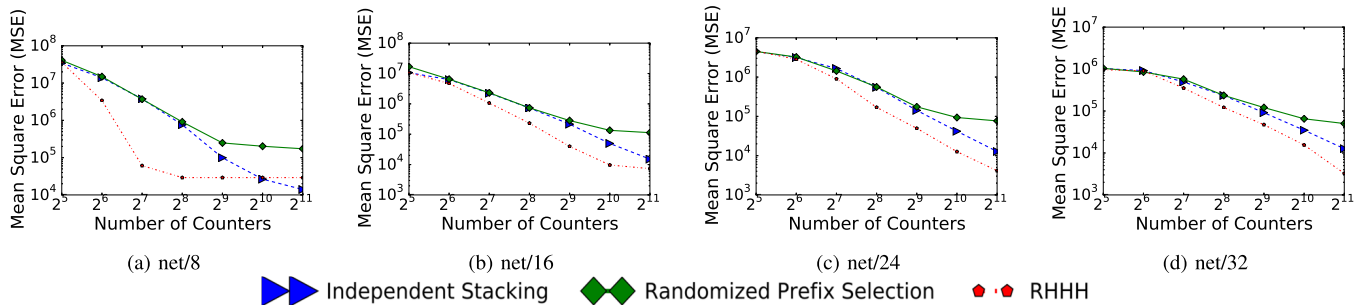 Mean Square Error (MSE)
10^8
10^7
10^6
10^5
10^4
2^5 2^6 2^7 2^8 2^9 2^10 2^11
Number of Counters
(a) net/8
Mean Square Error (MSE)
10^8
10^7
10^6
10^5
10^4
10^3
2^5 2^6 2^7 2^8 2^9 2^10 2^11
Number of Counters
(b) net/16
Mean Square Error (MSE)
10^7
10^6
10^5
10^4
10^3
2^5 2^6 2^7 2^8 2^9 2^10 2^11
Number of Counters
(c) net/24
Mean Square Error (MSE)
10^7
10^6
10^5
10^4
10^3
2^5 2^6 2^7 2^8 2^9 2^10 2^11
Number of Counters
(d) net/32
Independent Stacking Randomized Prefix Selection RHHH